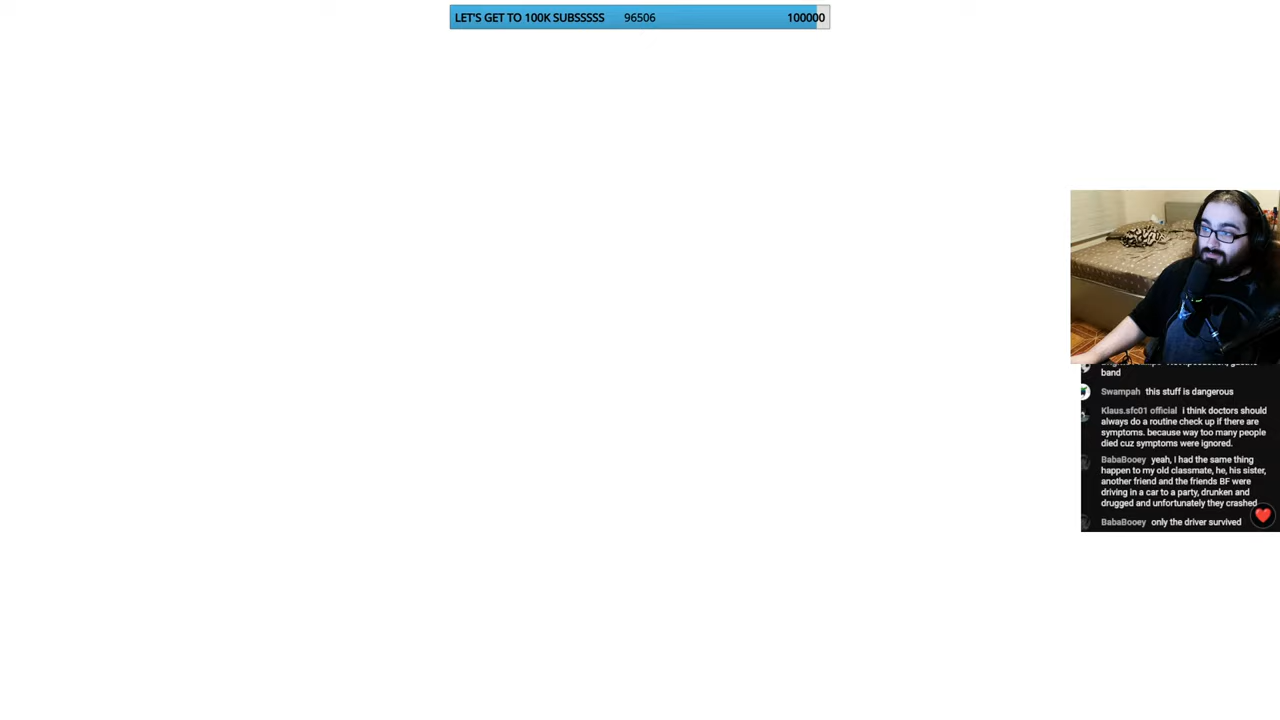 LET'S GET TO 100K SUBSSSSS 96506 100000
band
Swampah this stuff is dangerous
Klaus.sfc01 official i think doctors should
always do a routine check up if there are
symptoms. because way too many people
died cuz symptoms were ignored.
BabaBooey yeah, I had the same thing
happen to my old classmate, he, his sister,
another friend and the friends BF were
driving in a car to a party, drunken and
drugged and unfortunately they crashed
BabaBooey only the driver survived